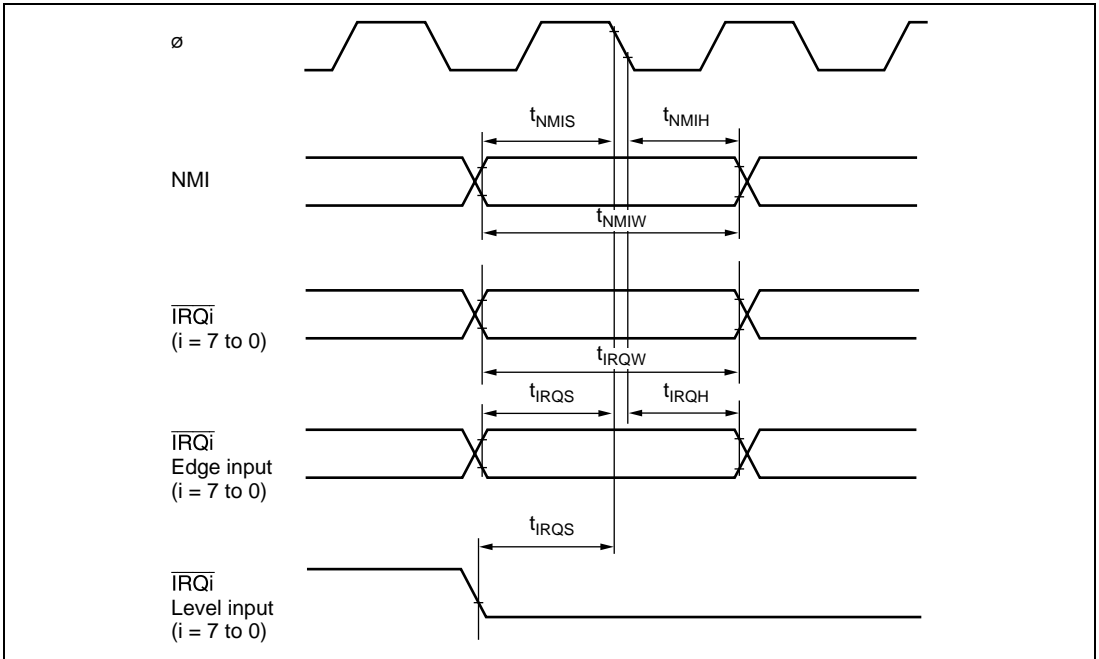 ø
tNMIS tNMIH
NMI
tNMIW
IRQi
(i = 7 to 0)
tIRQW
tIRQS tIRQH
IRQi
Edge input
(i = 7 to 0)
tIRQS
IRQi
Level input
(i = 7 to 0)